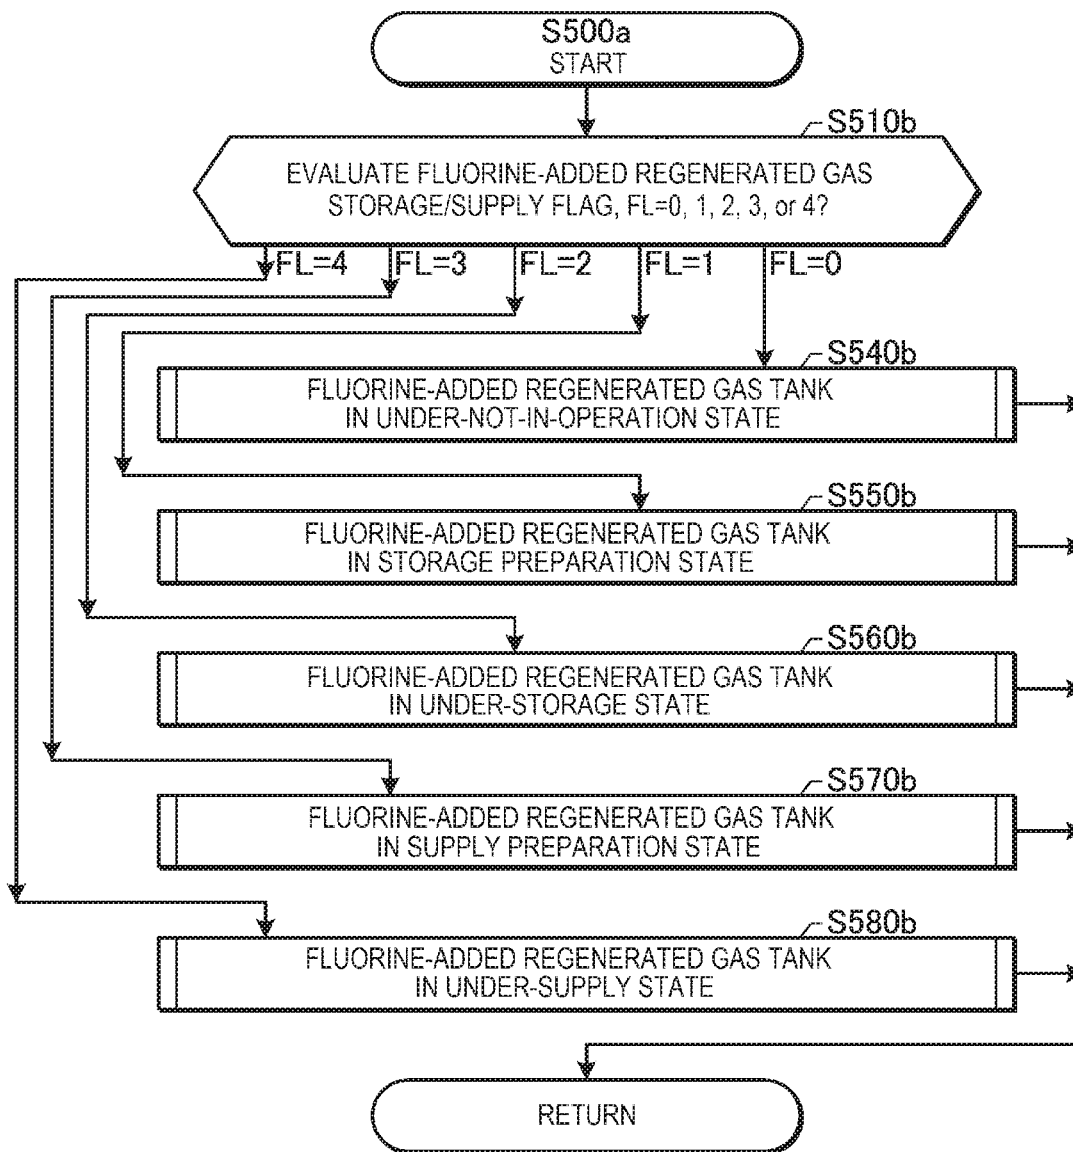 S500a
START
S510b
EVALUATE FLUORINE-ADDED REGENERATED GAS
STORAGE/SUPPLY FLAG, FL=0, 1, 2, 3, or 4?
FL=4 FL=3 FL=2 FL=1 FL=0
S540b
FLUORINE-ADDED REGENERATED GAS TANK
IN UNDER-NOT-IN-OPERATION STATE
S550b
FLUORINE-ADDED REGENERATED GAS TANK
IN STORAGE PREPARATION STATE
S560b
FLUORINE-ADDED REGENERATED GAS TANK
IN UNDER-STORAGE STATE
S570b
FLUORINE-ADDED REGENERATED GAS TANK
IN SUPPLY PREPARATION STATE
S580b
FLUORINE-ADDED REGENERATED GAS TANK
IN UNDER-SUPPLY STATE
RETURN